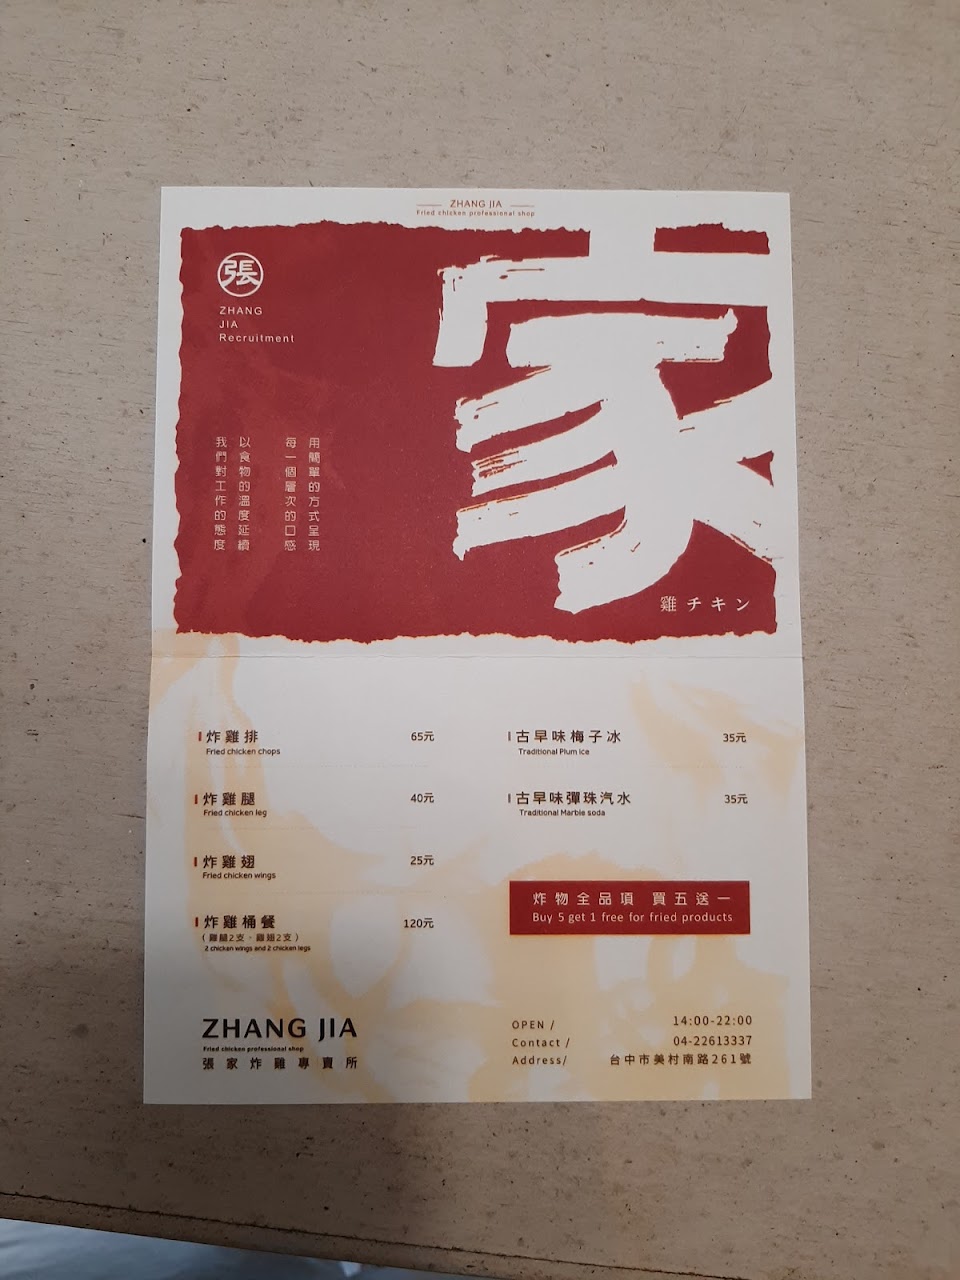 ZHANG JIA
Fried chicken professional shop
張
ZHANG
JIA
Recruitment
家
用簡單的方式呈現
每一個層次的口感
以食物的溫度延續
我們對工作的態度
雞チキン
炸雞排 65元
Fried chicken chops
炸雞腿 40元
Fried chicken leg
炸雞翅 25元
Fried chicken wings
炸雞桶餐 120元
(雞腿2支,雞翅2支)
2 chicken wings and 2 chicken legs
古早味梅子冰 35元
Traditional Plum ice
古早味彈珠汽水 35元
Traditional Marble soda
炸物全品項 買五送一
Buy 5 get 1 free for fried products
ZHANG JIA
Fried chicken professional shop
張家炸雞專賣所
OPEN / 14:00-22:00
Contact / 04-22613337
Address/ 台中市美村南路261號